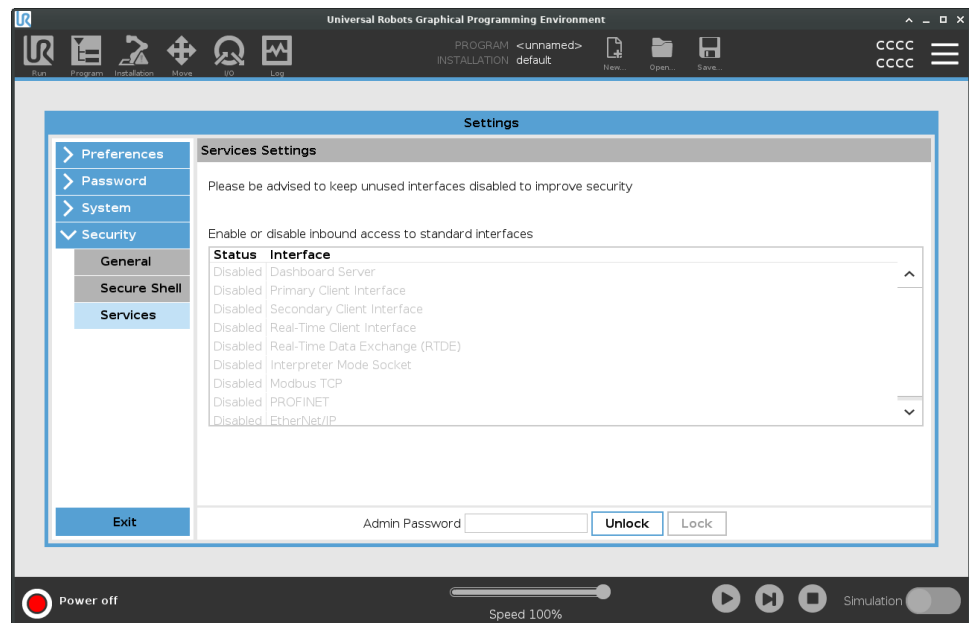 UR
Universal Robots Graphical Programming Environment
UR
Run
Program
Installation
Move
I/O
Log
PROGRAM <unnamed>
INSTALLATION default
New...
Open...
Save...
CCCC
CCCC
Settings
Preferences
Password
System
Security
General
Secure Shell
Services
Exit
Services Settings
Please be advised to keep unused interfaces disabled to improve security
Enable or disable inbound access to standard interfaces
Status Interface
Disabled Dashboard Server
Disabled Primary Client Interface
Disabled Secondary Client Interface
Disabled Real-Time Client Interface
Disabled Real-Time Data Exchange (RTDE)
Disabled Interpreter Mode Socket
Disabled Modbus TCP
Disabled PROFINET
Disabled EtherNet/IP
Admin Password Unlock Lock
Power off
Speed 100%
Simulation